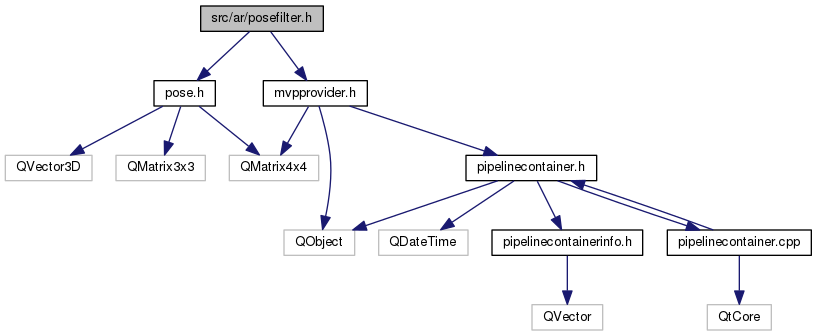 src/ar/posefilter.h
pose.h
mvpprovider.h
QVector3D
QMatrix3x3
QMatrix4x4
pipelinecontainer.h
QObject
QDateTime
pipelinecontainerinfo.h
pipelinecontainer.cpp
QVector
QtCore